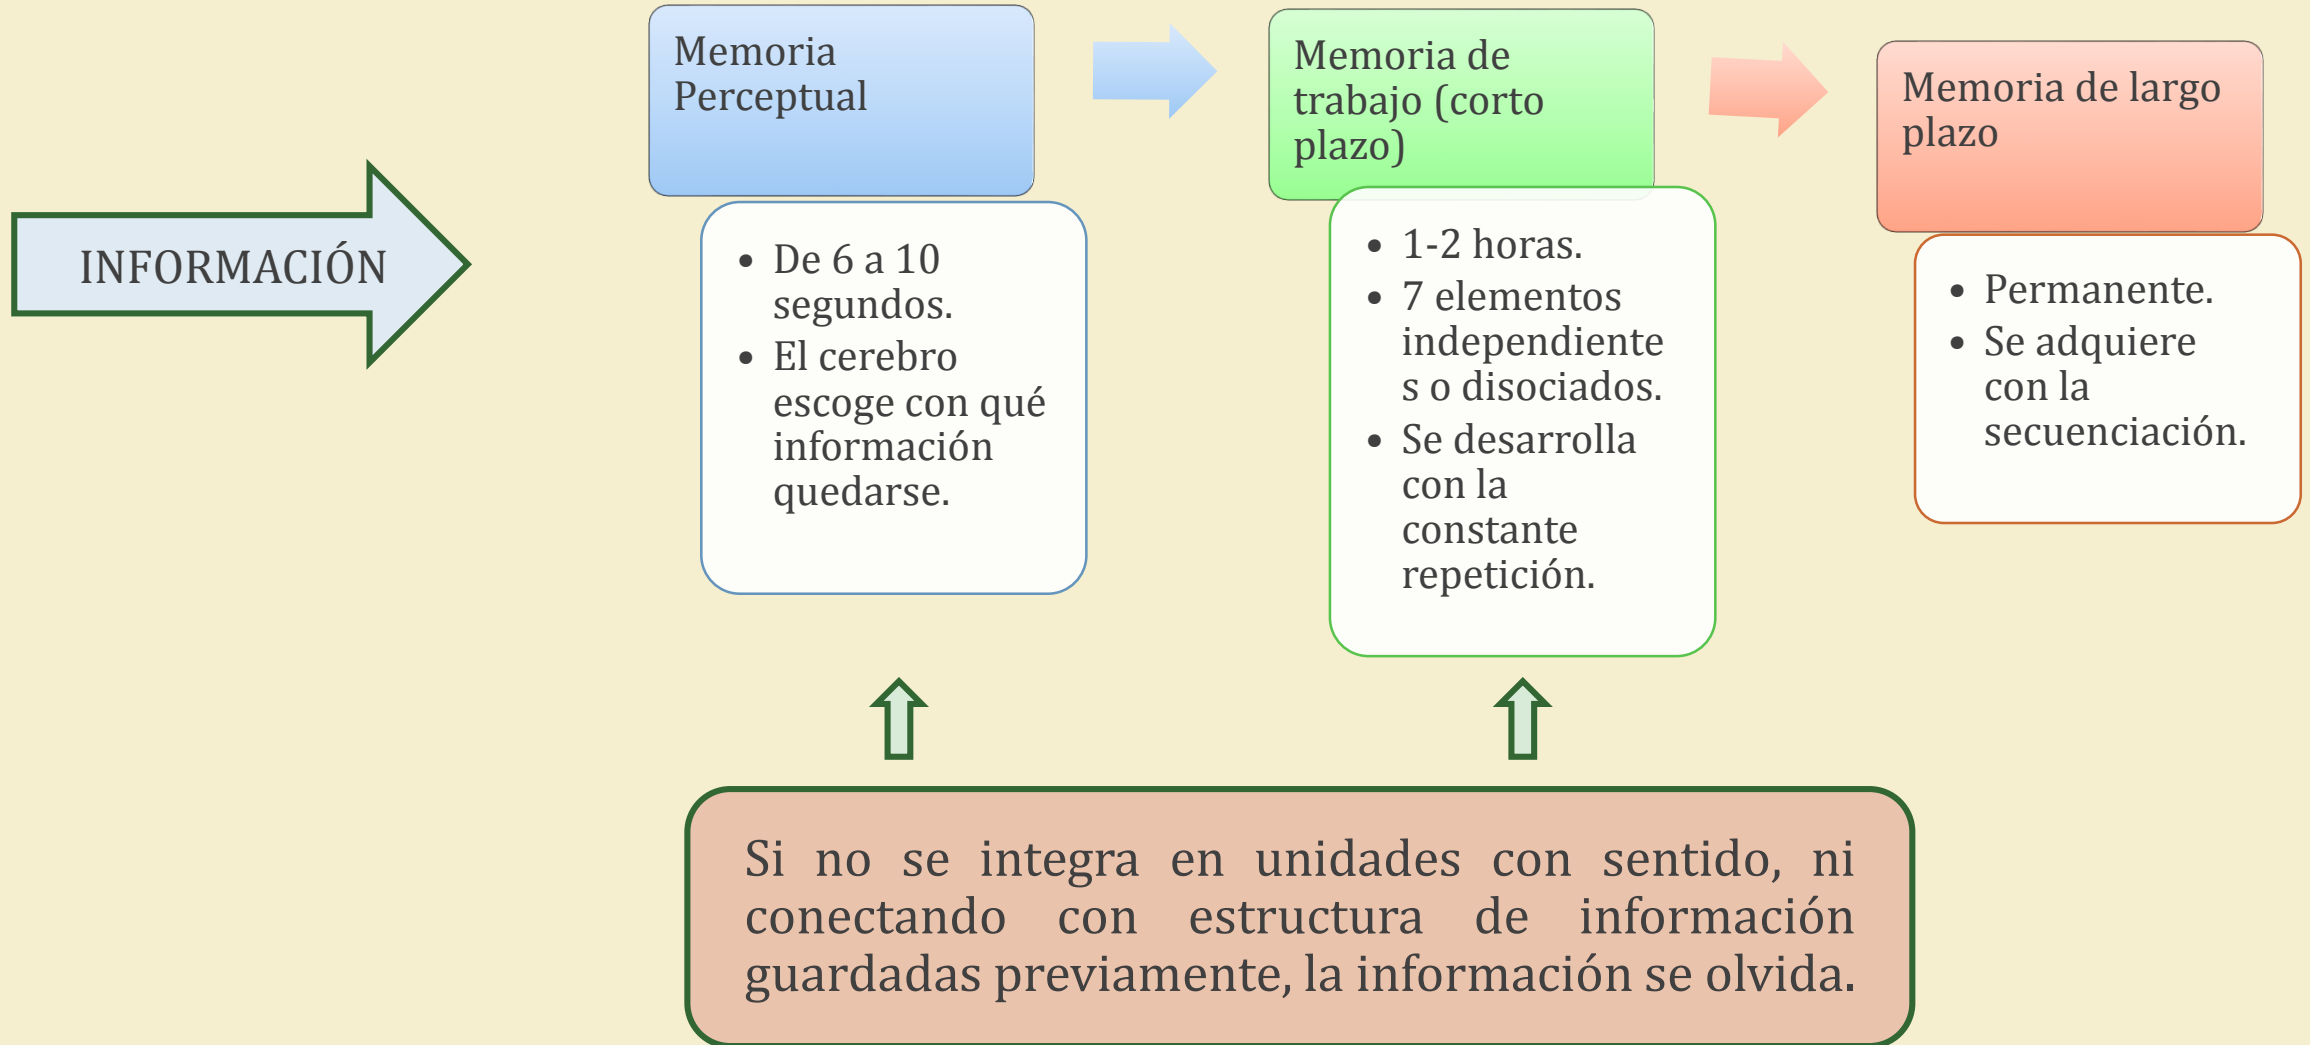 INFORMACIÓN
Memoria
Perceptual
• De 6 a 10
segundos.
• El cerebro
escoge con qué
información
quedarse.
Memoria de
trabajo (corto
plazo)
• 1-2 horas.
• 7 elementos
independiente
s o disociados.
• Se desarrolla
con la
constante
repetición.
Memoria de largo
plazo
• Permanente.
• Se adquiere
con la
secuenciación.
Si no se integra en unidades con sentido, ni
conectando con estructura de información
guardadas previamente, la información se olvida.